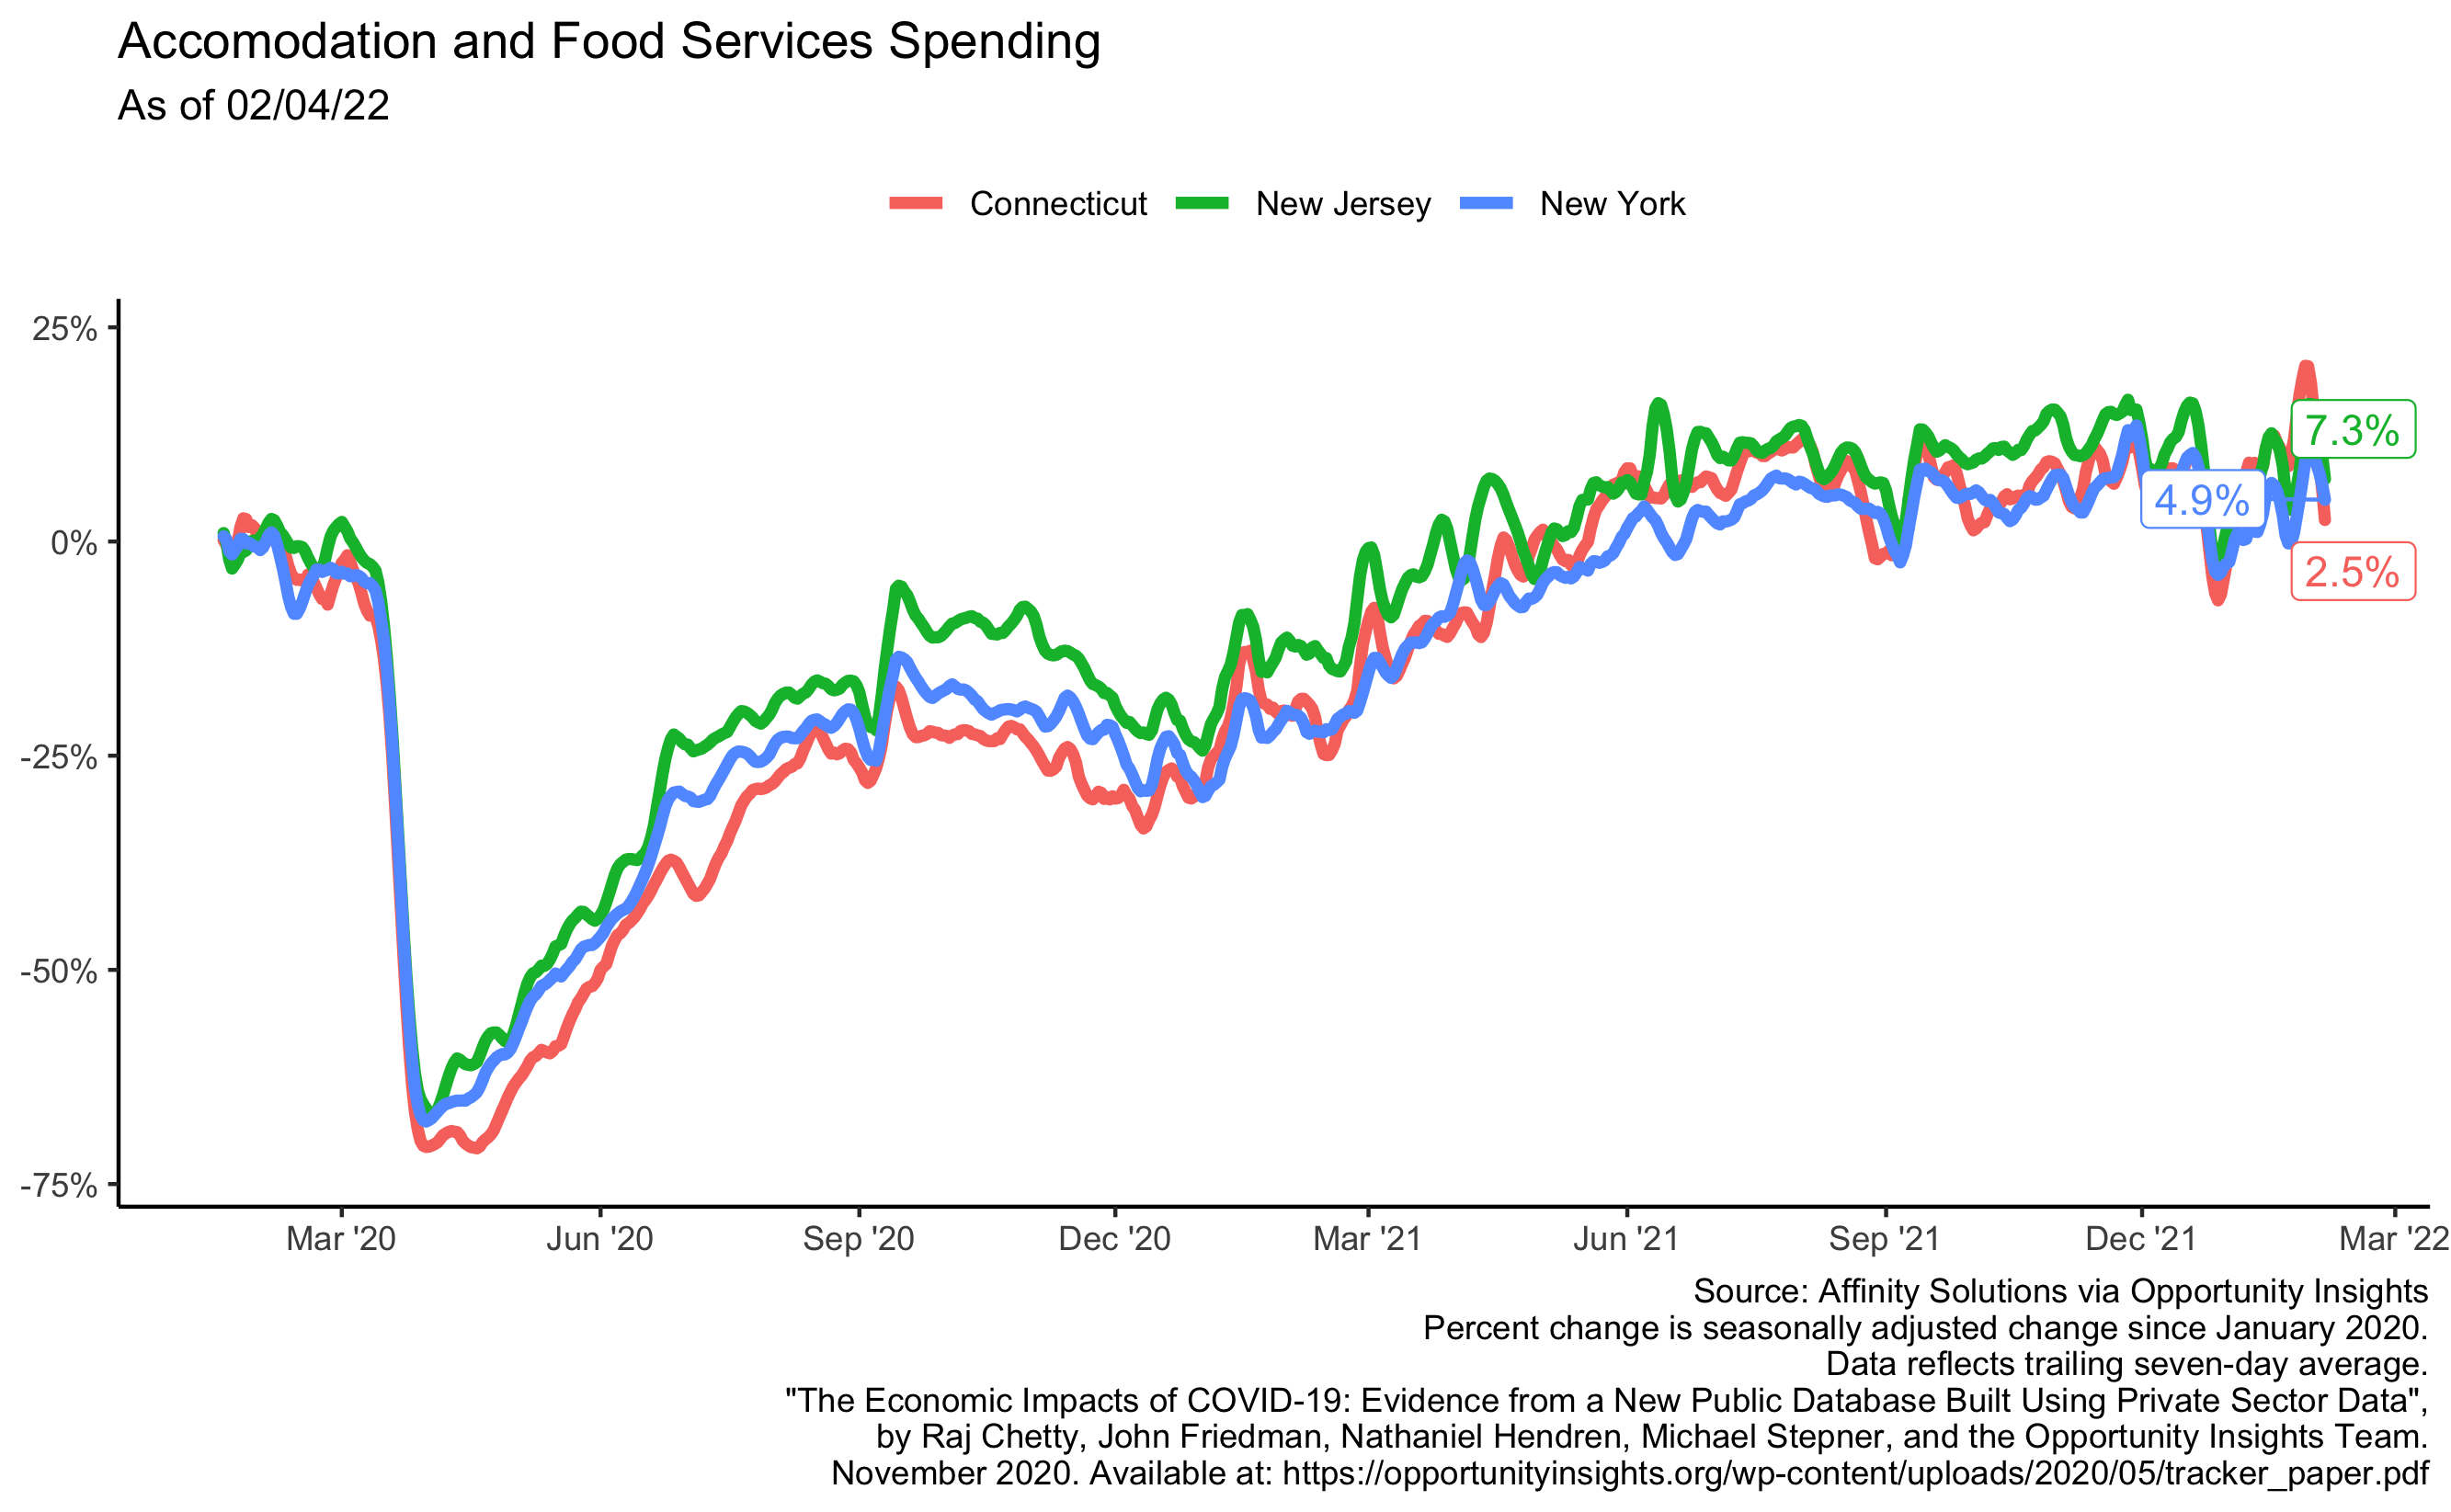 Accomodation and Food Services Spending
As of 02/04/22
Connecticut New Jersey New York
25%
0%
-25%
-50%
-75%
7.3%
4.9%
2.5%
Mar '20 Jun '20 Sep '20 Dec '20 Mar '21 Jun '21 Sep '21 Dec '21 Mar '22
Source: Affinity Solutions via Opportunity Insights
Percent change is seasonally adjusted change since January 2020.
Data reflects trailing seven-day average.
"The Economic Impacts of COVID-19: Evidence from a New Public Database Built Using Private Sector Data",
by Raj Chetty, John Friedman, Nathaniel Hendren, Michael Stepner, and the Opportunity Insights Team.
November 2020. Available at: https://opportunityinsights.org/wp-content/uploads/2020/05/tracker_paper.pdf